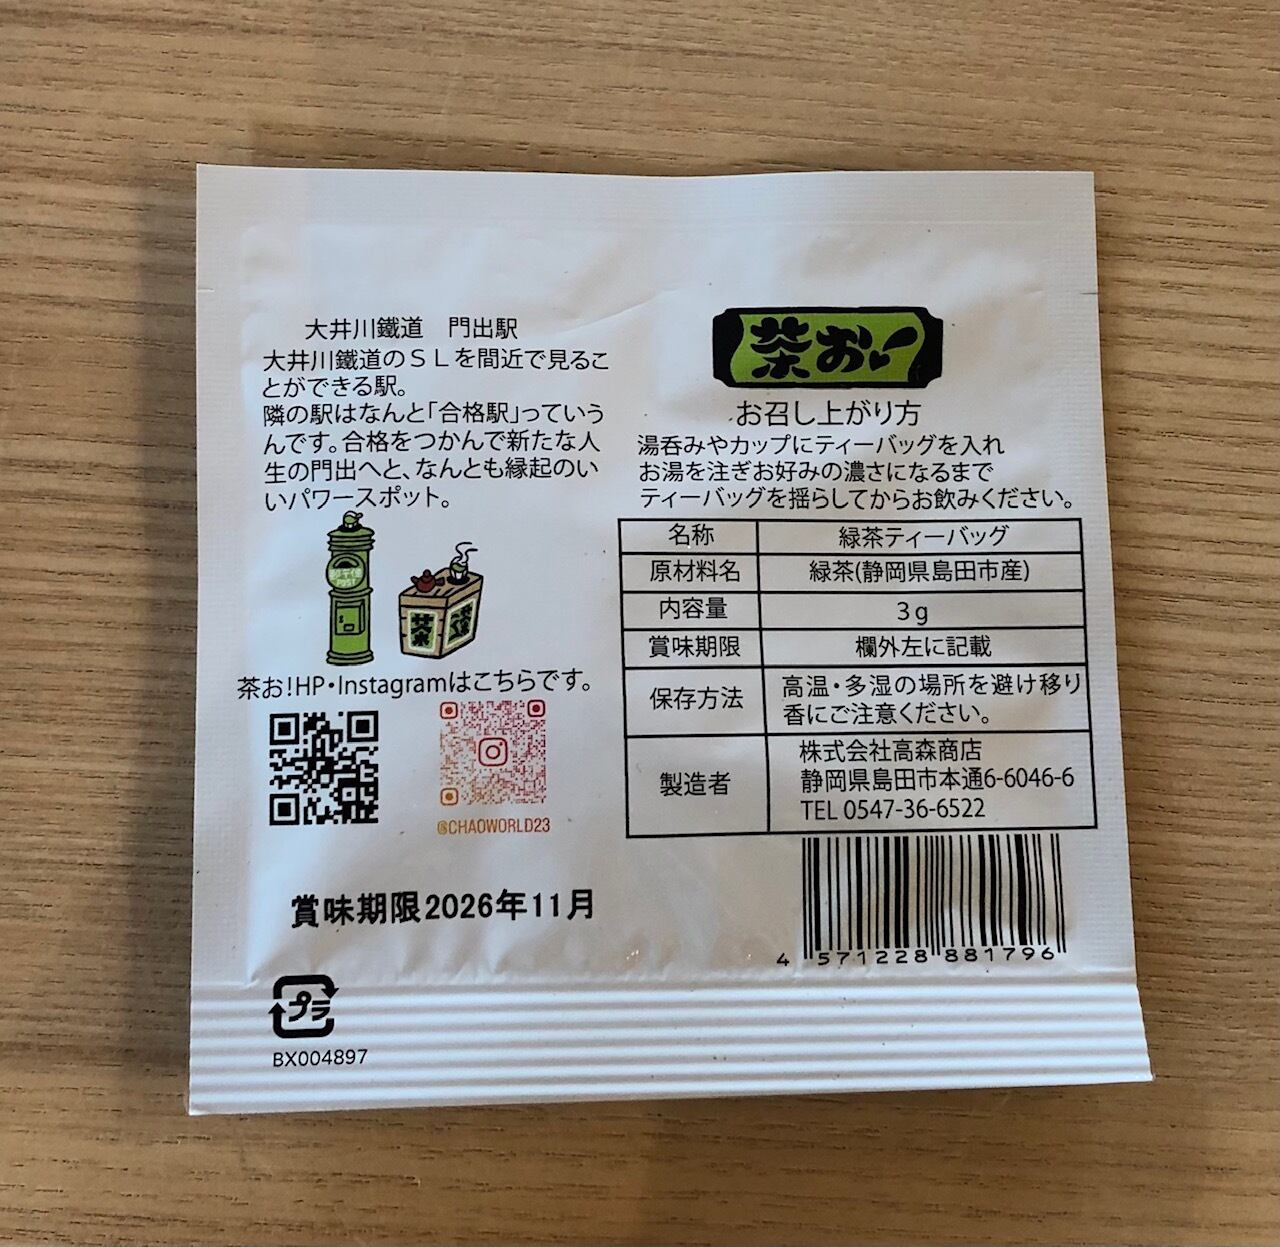 大井川鐵道　門出駅
大井川鐵道のＳＬを間近で見るこ
とができる駅。
隣の駅はなんと「合格駅」っていう
んです。合格をつかんで新たな人
生の門出へと、なんとも縁起のい
いパワースポット。
POST
茶お!HP・Instagramはこちらです。
@CHAOWORLD23
賞味期限2026年11月
プラ
BX004897
茶お!
お召し上がり方
湯呑みやカップにティーバッグを入れ
お湯を注ぎお好みの濃さになるまで
ティーバッグを揺らしてからお飲みください。
名称 緑茶ティーバッグ
原材料名 緑茶(静岡県島田市産)
内容量 3g
賞味期限 欄外左に記載
保存方法 高温・多湿の場所を避け移り
香にご注意ください。
製造者 株式会社高森商店
静岡県島田市本通6-6046-6
TEL 0547-36-6522
4 571228 881796